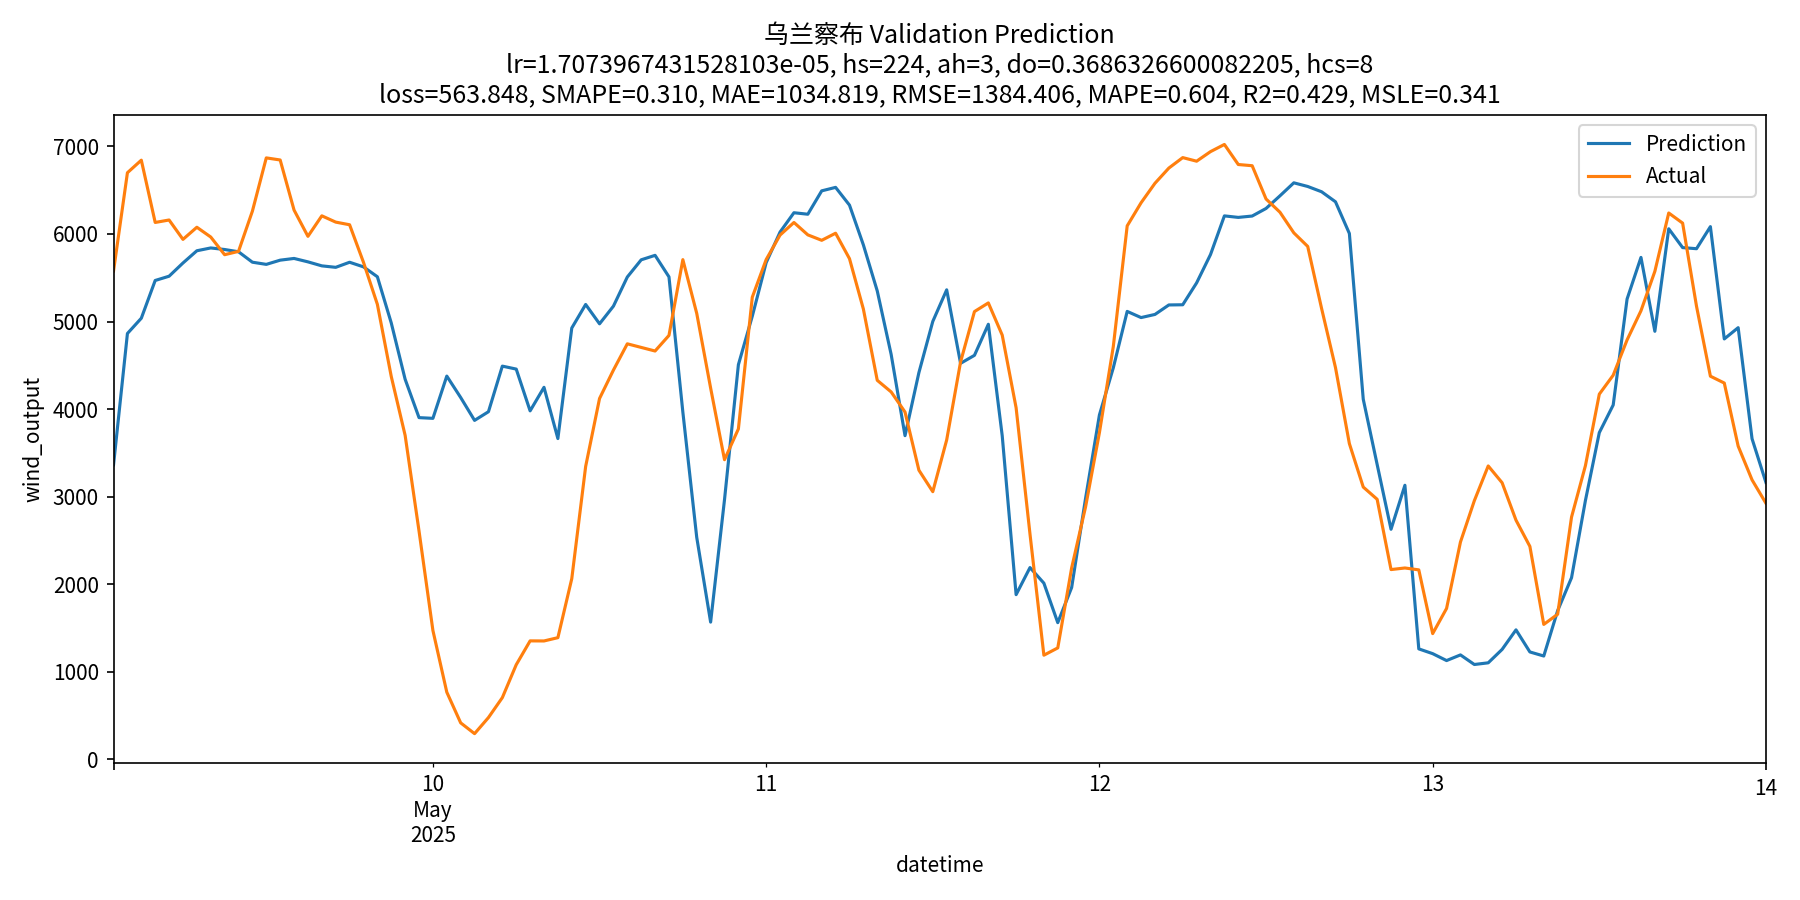 乌兰察布 Validation Prediction
lr=1.7073967431528103e-05, hs=224, ah=3, do=0.3686326600082205, hcs=8
loss=563.848, SMAPE=0.310, MAE=1034.819, RMSE=1384.406, MAPE=0.604, R2=0.429, MSLE=0.341
Prediction
Actual
wind_output
7000
6000
5000
4000
3000
2000
1000
0
10
May
2025
11
12
13
14
datetime